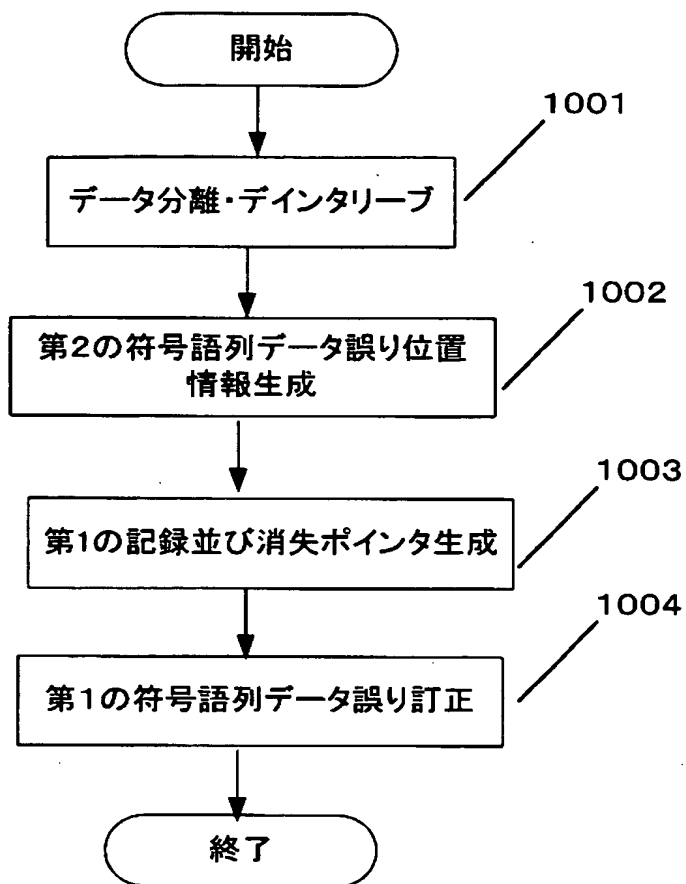 開始
1001
データ分離・デインタリーブ
1002
第2の符号語列データ誤り位置
情報生成
1003
第1の記録並び消失ポインタ生成
1004
第1の符号語列データ誤り訂正
終了